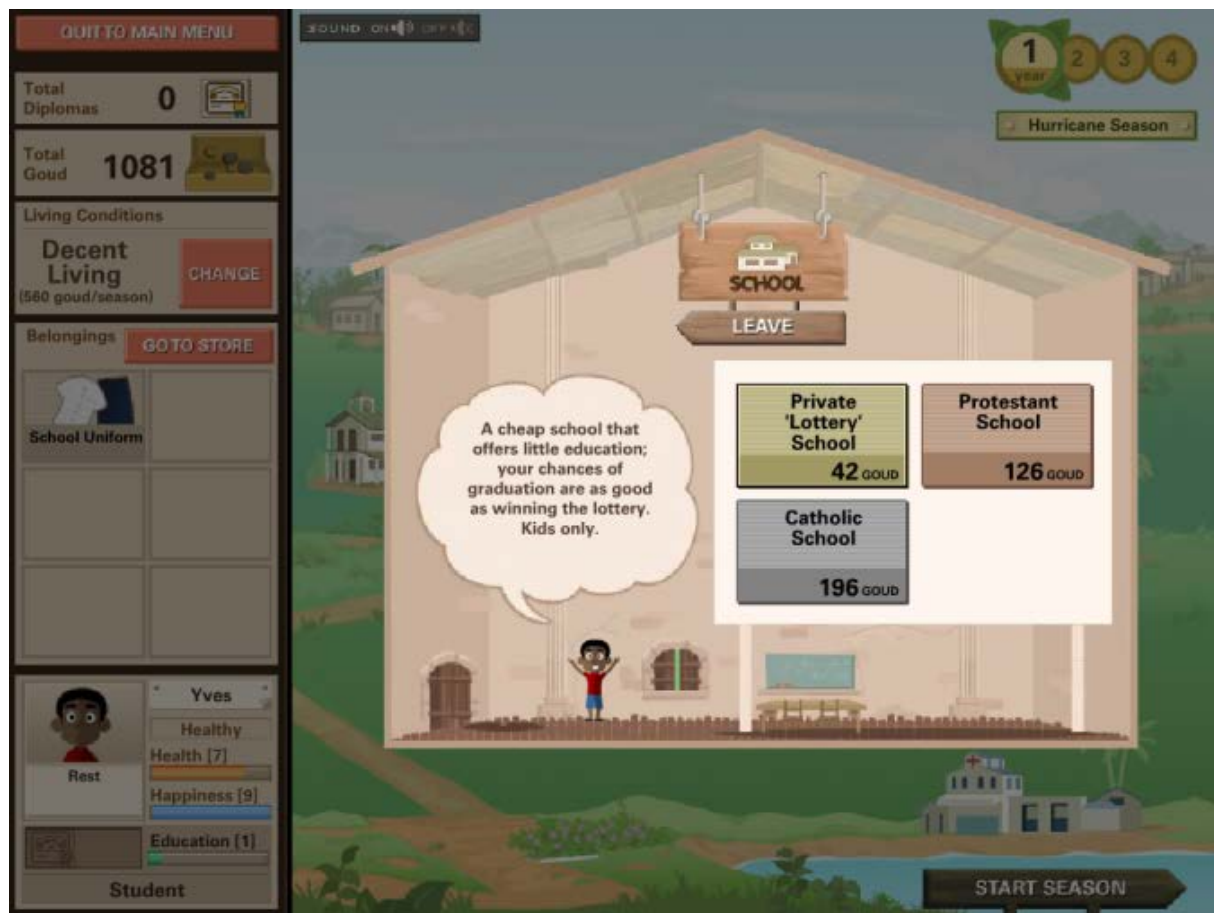 QUIT TO MAIN MENU
SOUND ON OFF
Total
Diplomas
0
Total
Goud
1081
Living Conditions
Decent
Living
(560 goud/season)
CHANGE
Belongings
GO TO STORE
School Uniform
Yves
Healthy
Health [7]
Rest
Happiness [9]
Education [1]
Student
1
year
2
3
4
Hurricane Season
SCHOOL
LEAVE
A cheap school that
offers little education;
your chances of
graduation are as good
as winning the lottery.
Kids only.
Private
'Lottery'
School
42 GOUD
Protestant
School
126 GOUD
Catholic
School
196 GOUD
START SEASON